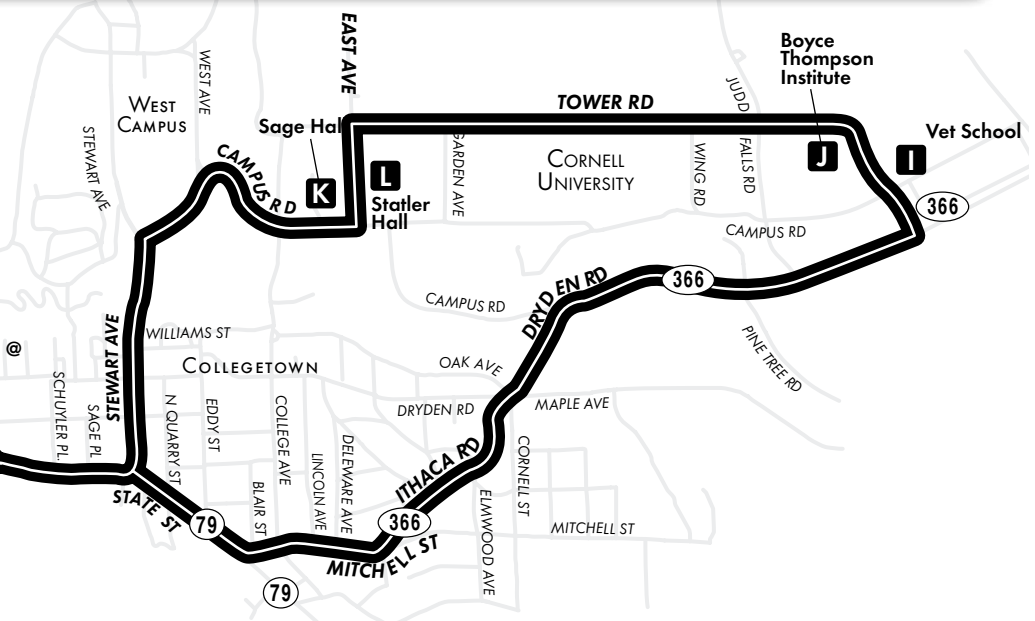 EAST AVE
Boyce
Thompson
Institute
WEST AVE
WEST
CAMPUS
JUDD
FALLS RD
TOWER RD
Sage Hal
Vet School
STEWART AVE
GARDEN AVE
WING RD
CORNELL
UNIVERSITY
J
I
CAMPUS RD
K
L
Statler
Hall
366
CAMPUS RD
366
DRYDEN RD
CAMPUS RD
STEWART AVE
WILLIAMS ST
@
COLLEGETOWN
OAK AVE
PINE TREE RD
SCHUYLER PL.
SAGE PL
N QUARRY ST
EDDY ST
COLLEGE AVE
DRYDEN RD
MAPLE AVE
LINCOLN AVE
DELEWARE AVE
ITHACA RD
CORNELL ST
BLAIR ST
ELMWOOD AVE
STATE ST
79
366
MITCHELL ST
MITCHELL ST
79